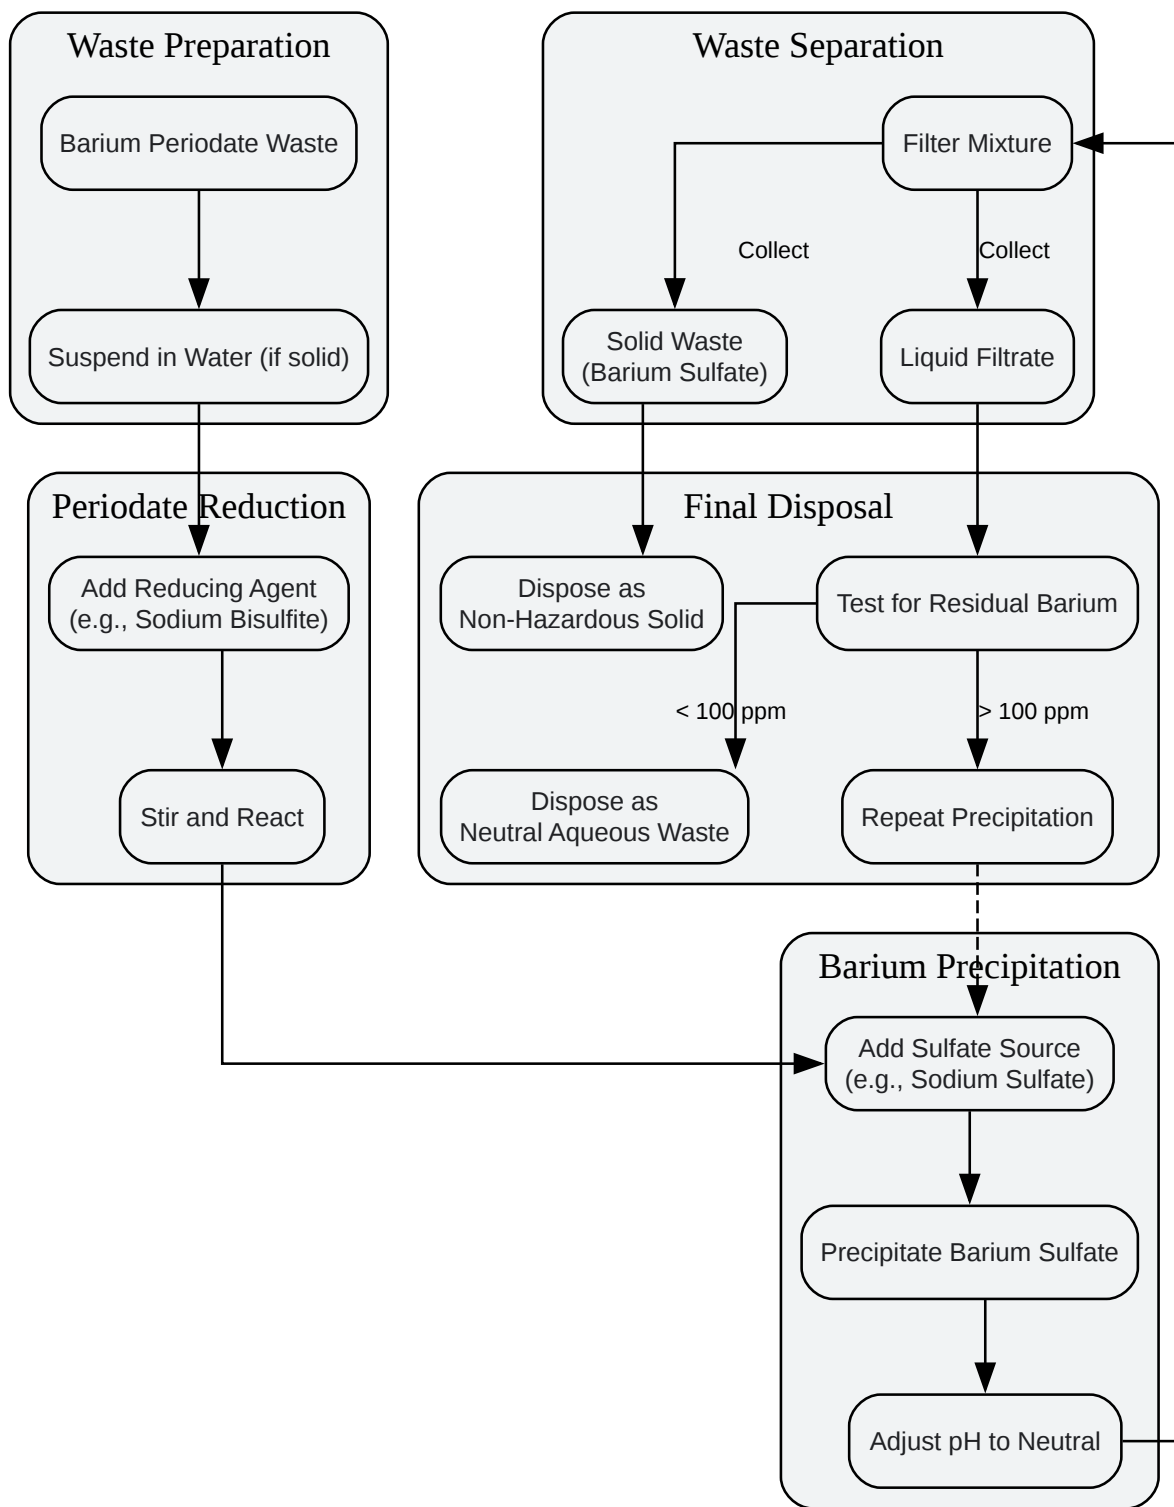 Waste Preparation
Barium Periodate Waste
Suspend in Water (if solid)
Waste Separation
Filter Mixture
Collect
Collect
Solid Waste
(Barium Sulfate)
Liquid Filtrate
Periodate Reduction
Add Reducing Agent
(e.g., Sodium Bisulfite)
Stir and React
Final Disposal
Dispose as
Non-Hazardous Solid
Test for Residual Barium
< 100 ppm
> 100 ppm
Dispose as
Neutral Aqueous Waste
Repeat Precipitation
Barium Precipitation
Add Sulfate Source
(e.g., Sodium Sulfate)
Precipitate Barium Sulfate
Adjust pH to Neutral